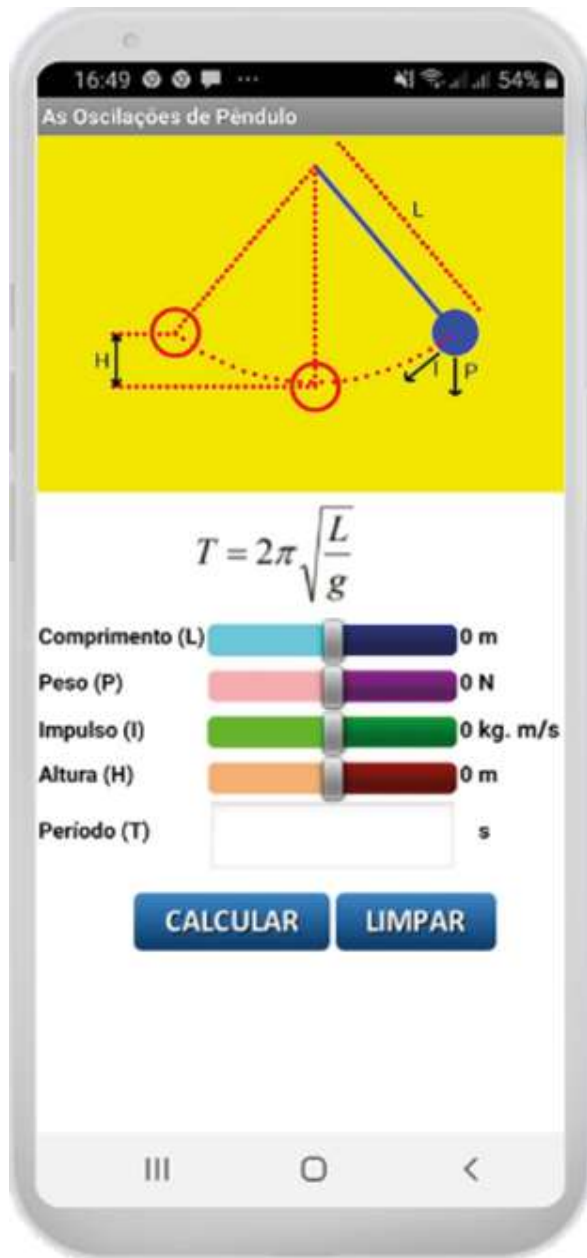 16:49 ... 54%
As Oscilações de Pêndulo
L
H
I P
T = 2π√(L/g)
Comprimento (L) 0 m
Peso (P) 0 N
Impulso (I) 0 kg. m/s
Altura (H) 0 m
Período (T) s
CALCULAR LIMPAR